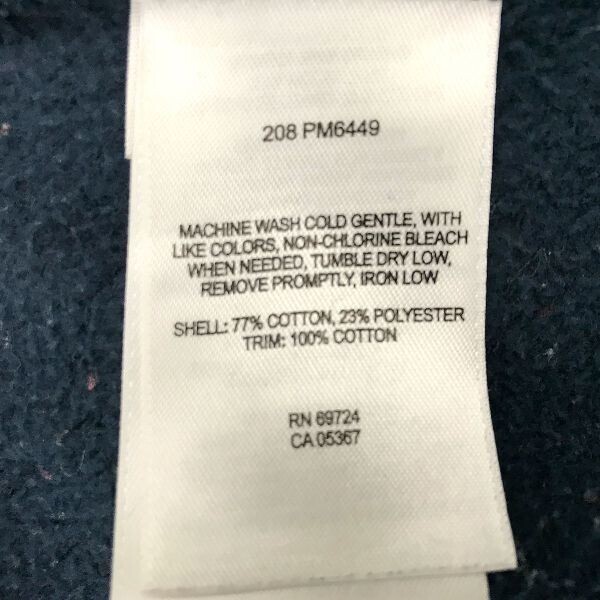 208 PM6449
MACHINE WASH COLD GENTLE, WITH
LIKE COLORS, NON-CHLORINE BLEACH
WHEN NEEDED, TUMBLE DRY LOW,
REMOVE PROMPTLY, IRON LOW
SHELL: 77% COTTON, 23% POLYESTER
TRIM: 100% COTTON
RN 69724
CA 05367